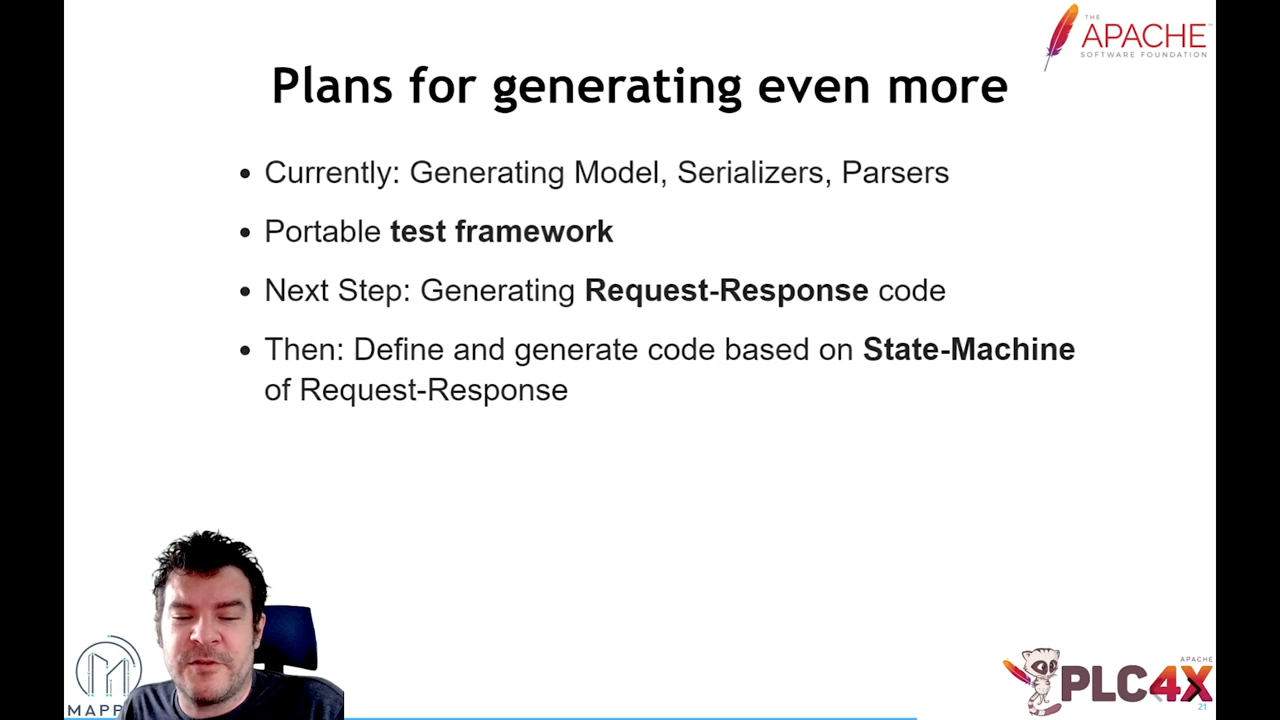 THE
APACHE
SOFTWARE FOUNDATION
Plans for generating even more
• Currently: Generating Model, Serializers, Parsers
• Portable test framework
• Next Step: Generating Request-Response code
• Then: Define and generate code based on State-Machine
of Request-Response
MAPP
APACHE
PLC4X
21